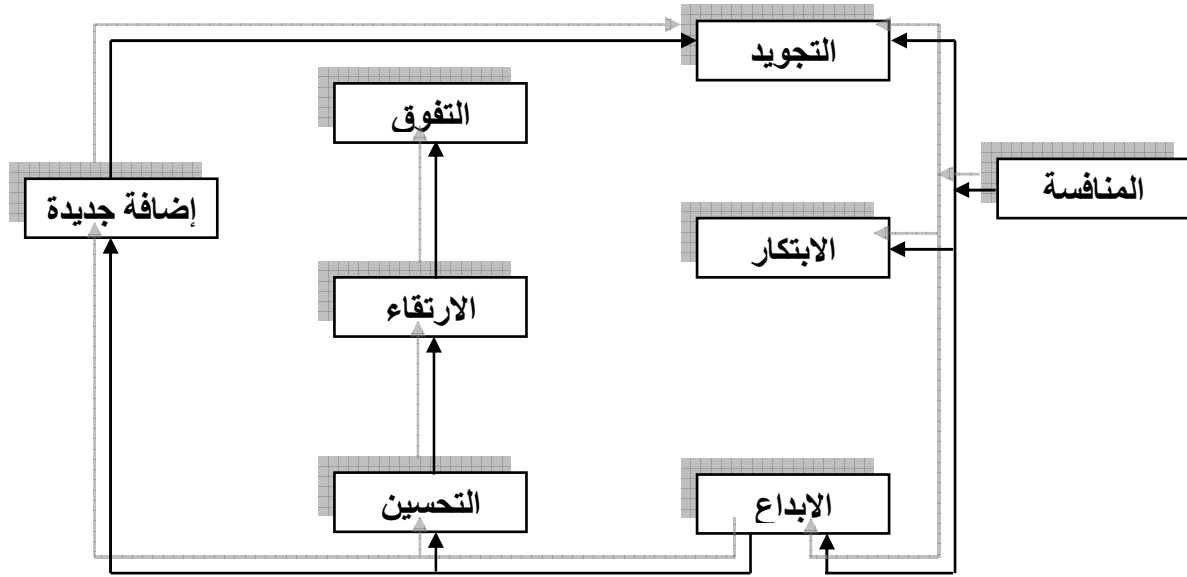 التجويد
التفوق
المنافسة
إضافة جديدة
الابتكار
الارتقاء
الابداع
التحسين